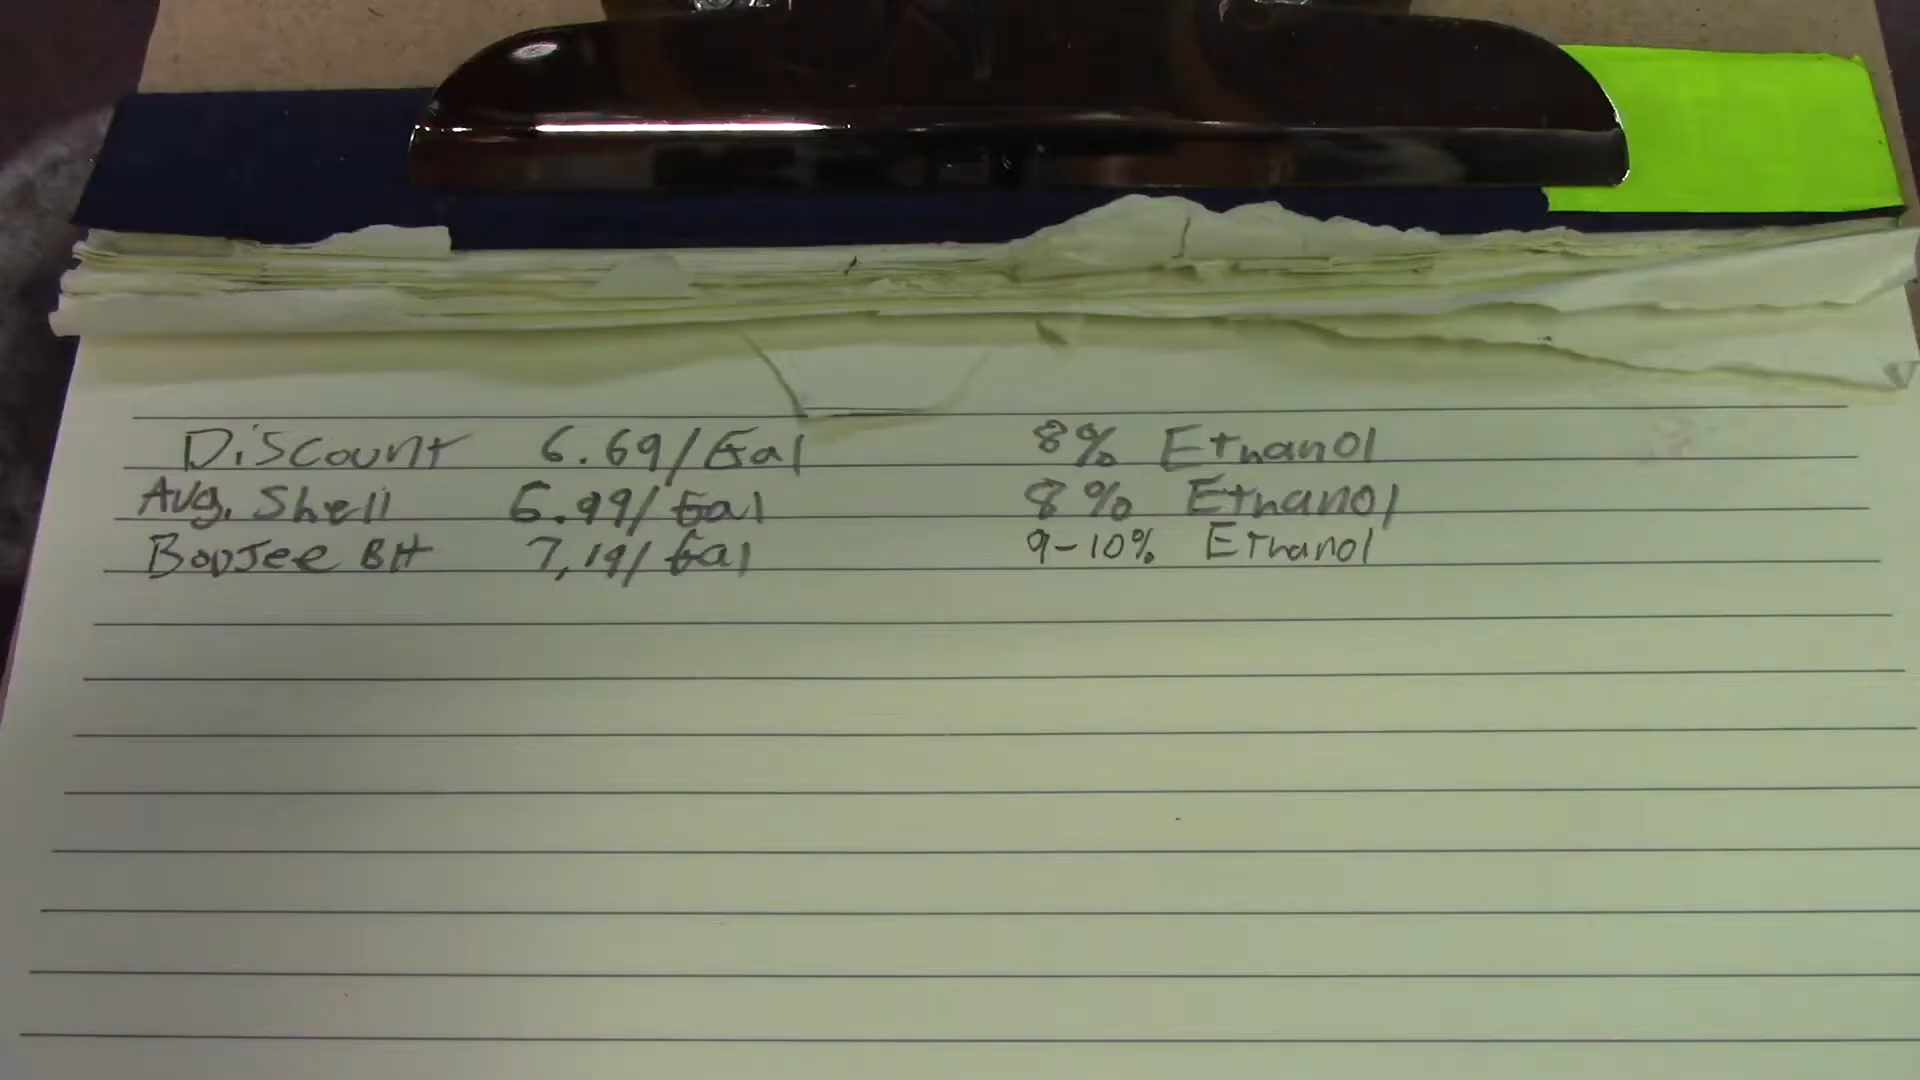 Discount 6.69/Gal 8% Ethanol
Avg. Shell 6.99/Gal 8% Ethanol
Boujee BH 7,19/Gal 9-10% Ethanol